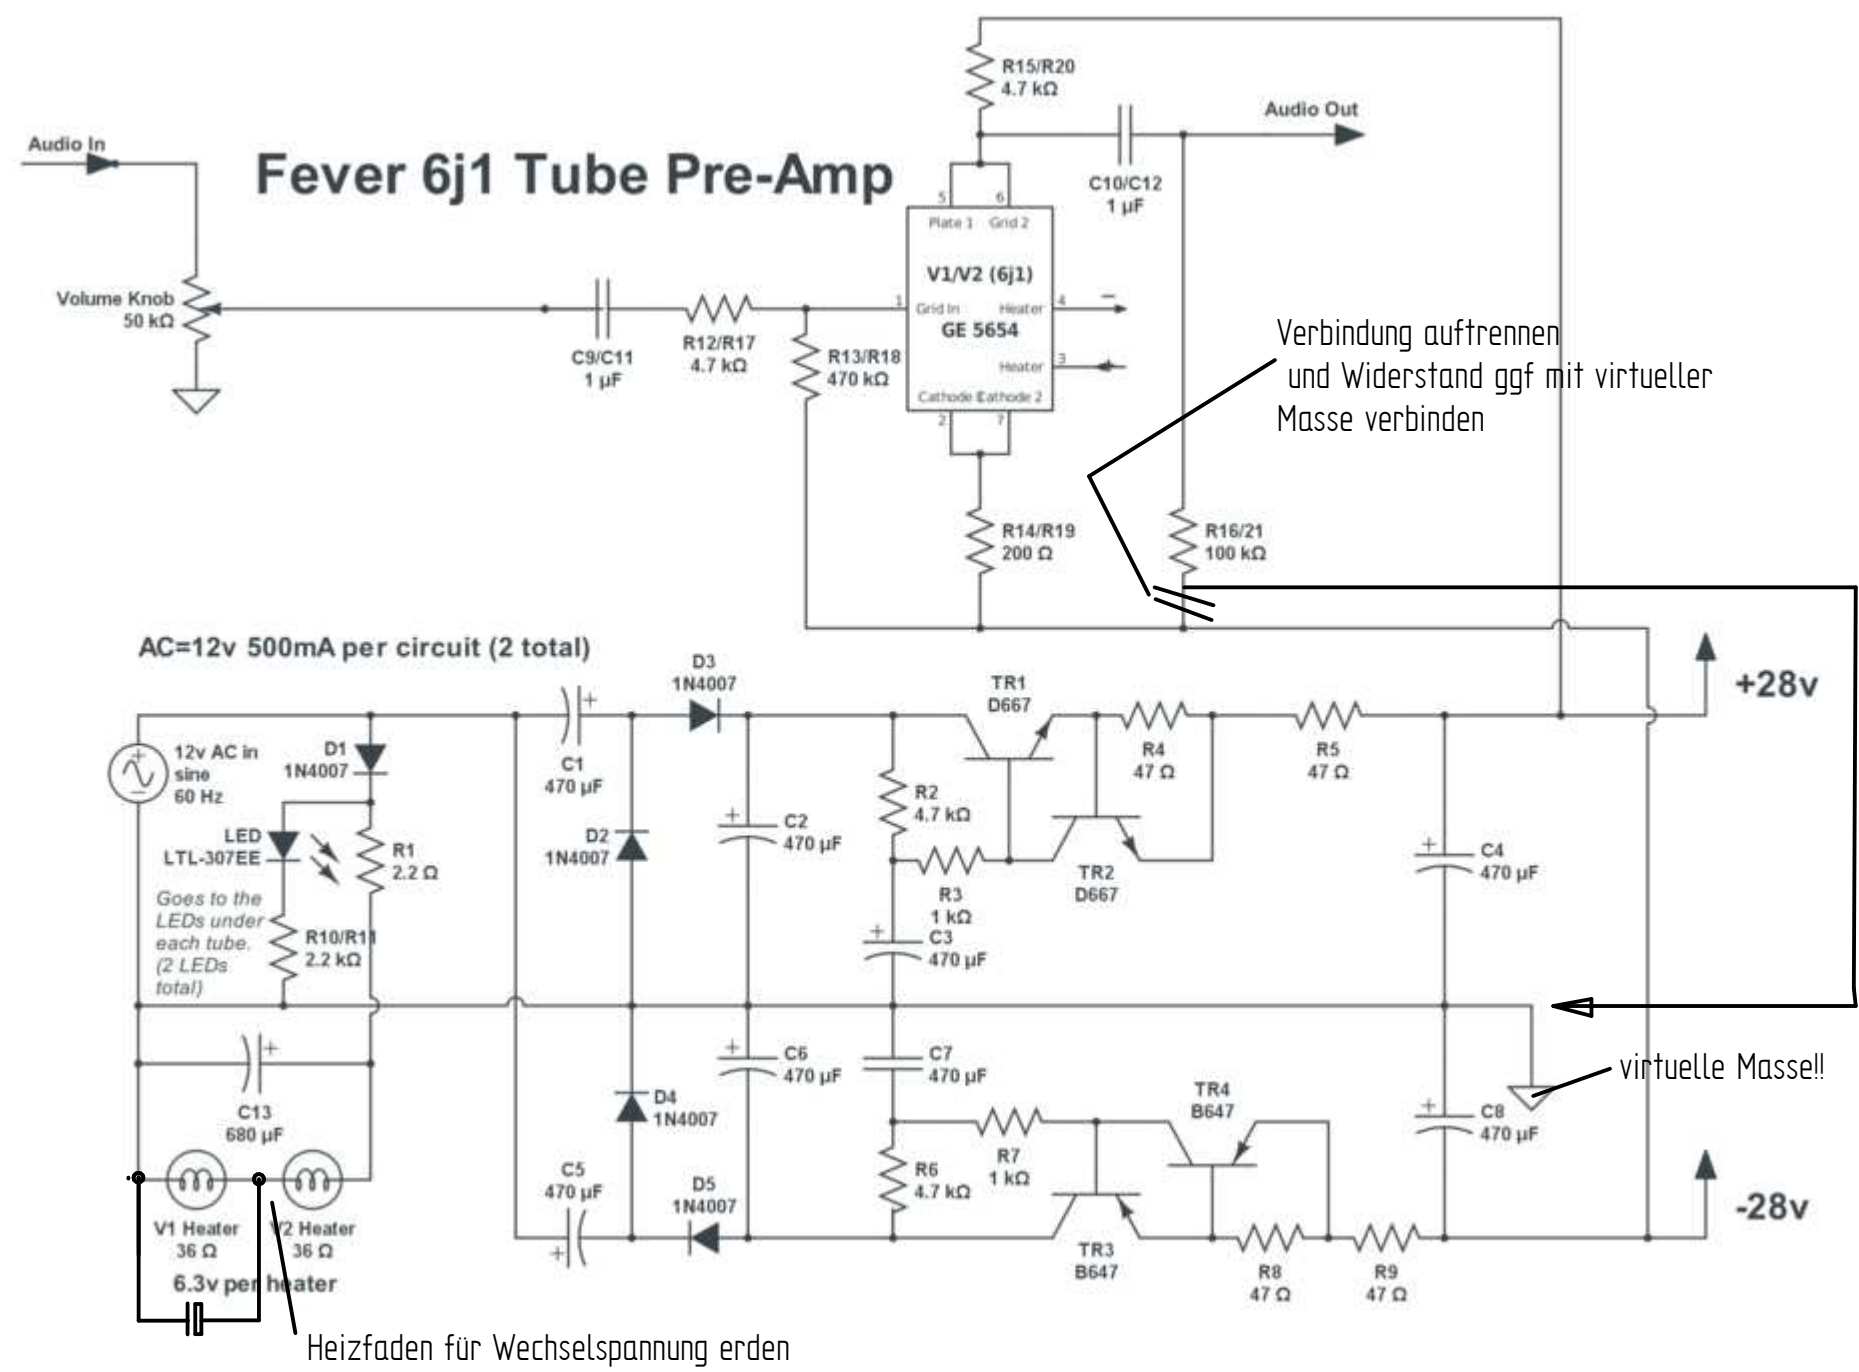 R15/R20
4.7 kΩ
Audio Out
Audio In
Fever 6j1 Tube Pre-Amp
C10/C12
1 µF
5
6
Plate 1
Grid 2
V1/V2 (6j1)
Volume Knob
50 kΩ
1
Grid In
Heater
4
−
GE 5654
C9/C11
1 µF
R12/R17
4.7 kΩ
R13/R18
470 kΩ
Heater
3
+
Cathode
Cathode 2
2
7
Verbindung auftrennen
und Widerstand ggf mit virtueller
Masse verbinden
R14/R19
200 Ω
R16/21
100 kΩ
AC=12v 500mA per circuit (2 total)
D3
1N4007
TR1
D667
+28v
12v AC in
sine
60 Hz
D1
1N4007
C1
470 µF
R4
47 Ω
R5
47 Ω
R2
4.7 kΩ
C2
470 µF
LED
LTL-307EE
R1
2.2 Ω
D2
1N4007
C4
470 µF
TR2
D667
R3
1 kΩ
Goes to the
LEDs under
each tube.
(2 LEDs
total)
R10/R11
2.2 kΩ
C3
470 µF
C6
470 µF
C7
470 µF
virtuelle Masse!!
D4
1N4007
TR4
B647
C8
470 µF
C13
680 µF
R7
1 kΩ
C5
470 µF
D5
1N4007
R6
4.7 kΩ
-28v
V1 Heater
36 Ω
V2 Heater
36 Ω
TR3
B647
R8
47 Ω
R9
47 Ω
6.3v per heater
Heizfaden für Wechselspannung erden